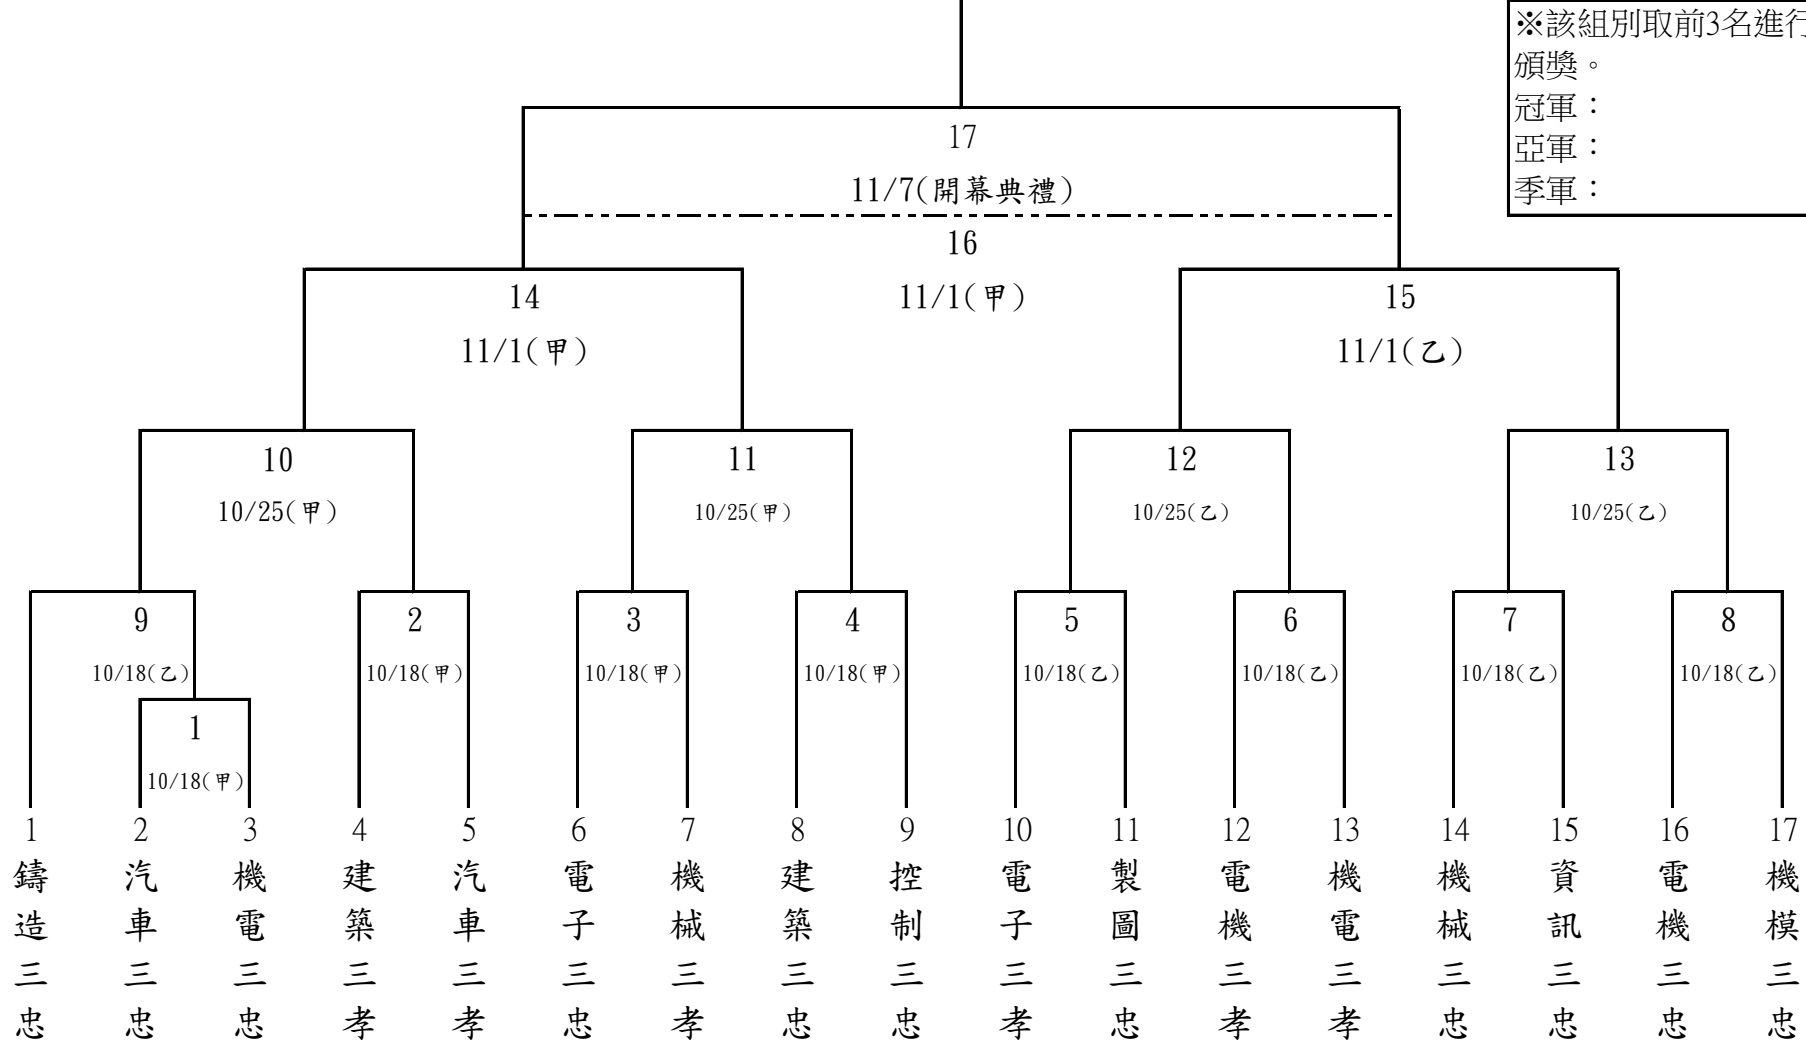 ※該組別取前3名進行
頒獎。
冠軍：
亞軍：
季軍：
17
11/7(開幕典禮)
16
11/1(甲)
14
11/1(甲)
15
11/1(乙)
10
10/25(甲)
11
10/25(甲)
12
10/25(乙)
13
10/25(乙)
9
10/18(乙)
2
10/18(甲)
3
10/18(甲)
4
10/18(甲)
5
10/18(乙)
6
10/18(乙)
7
10/18(乙)
8
10/18(乙)
1
10/18(甲)
1
鑄造三忠
2
汽車三忠
3
機電三忠
4
建築三孝
5
汽車三孝
6
電子三忠
7
機械三孝
8
建築三忠
9
控制三忠
10
電子三孝
11
製圖三忠
12
電機三孝
13
機電三孝
14
機械三忠
15
資訊三忠
16
電機三忠
17
機模三忠